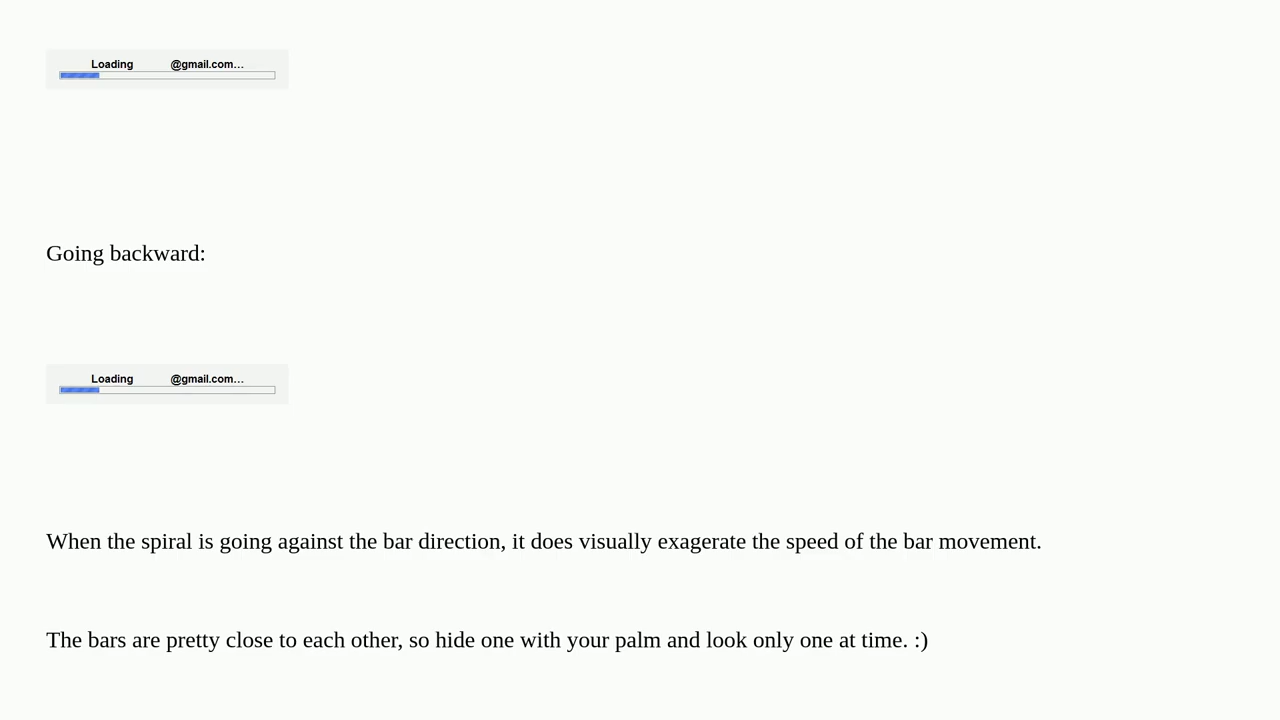 Loading @gmail.com...
Going backward:
Loading @gmail.com...
When the spiral is going against the bar direction, it does visually exagerate the speed of the bar movement.
The bars are pretty close to each other, so hide one with your palm and look only one at time. :)